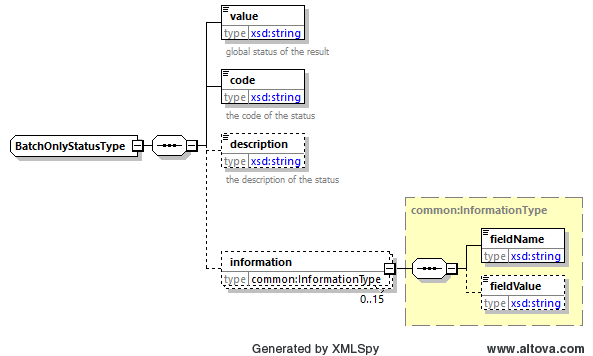 value
type xsd:string
global status of the result
code
type xsd:string
the code of the status
BatchOnlyStatusType
description
type xsd:string
the description of the status
common:InformationType
information
type common:InformationType
0..15
fieldName
type xsd:string
fieldValue
type xsd:string
Generated by XMLSpy
www.altova.com